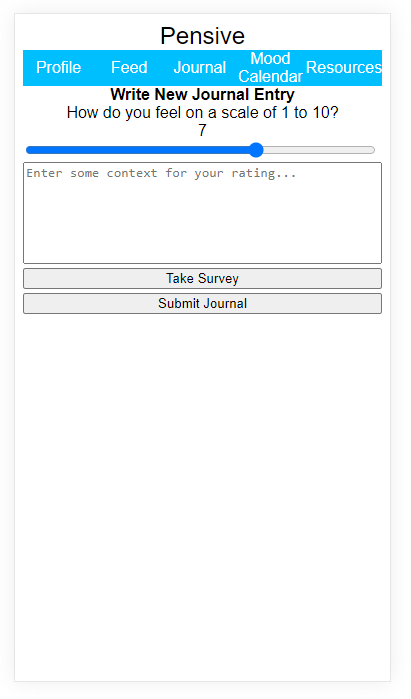 Pensive
Profile Feed Journal Mood Calendar Resources
Write New Journal Entry
How do you feel on a scale of 1 to 10?
7
Enter some context for your rating...
Take Survey
Submit Journal